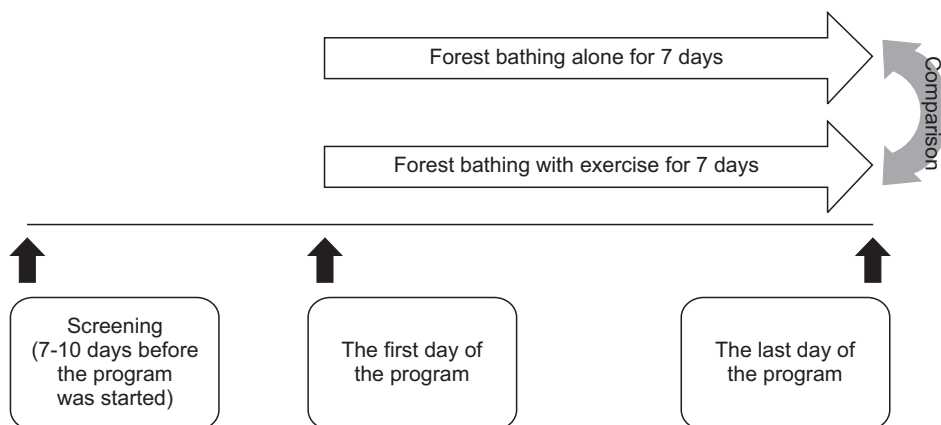 Forest bathing alone for 7 days
Comparison
Forest bathing with exercise for 7 days
Screening
(7-10 days before
the program
was started)
The first day of
the program
The last day of
the program